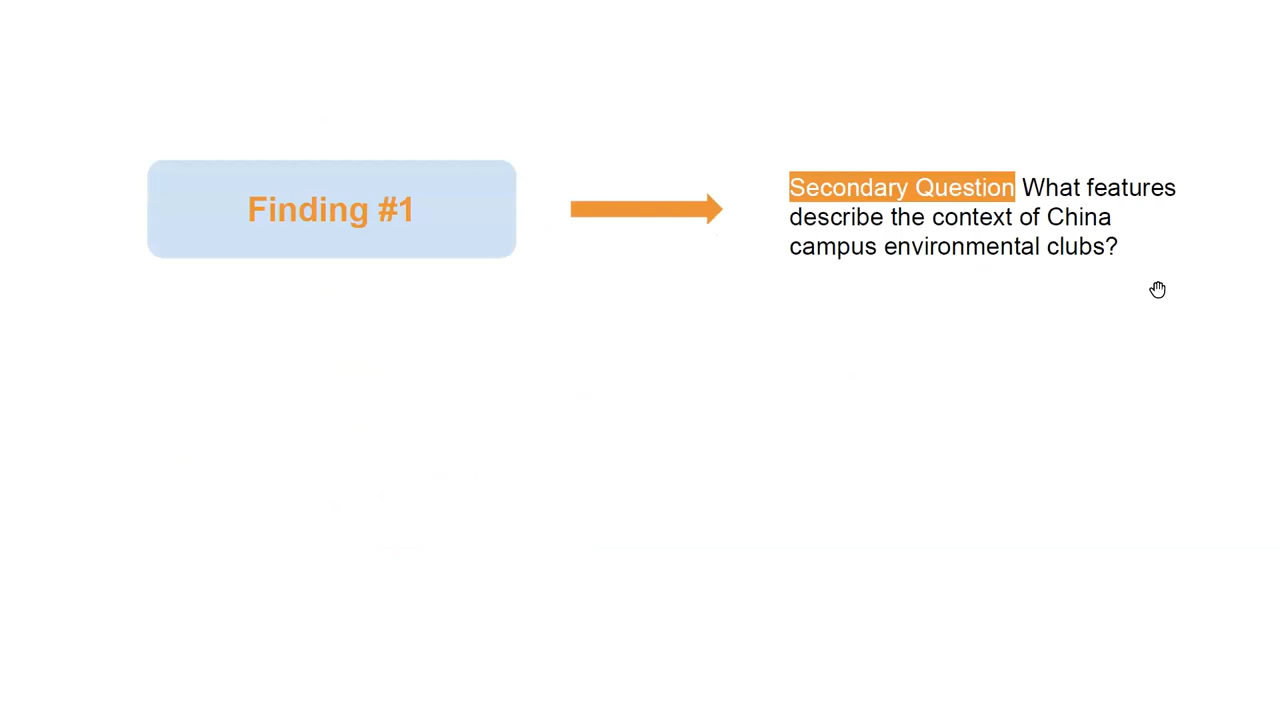 Finding #1
Secondary Question What features
describe the context of China
campus environmental clubs?